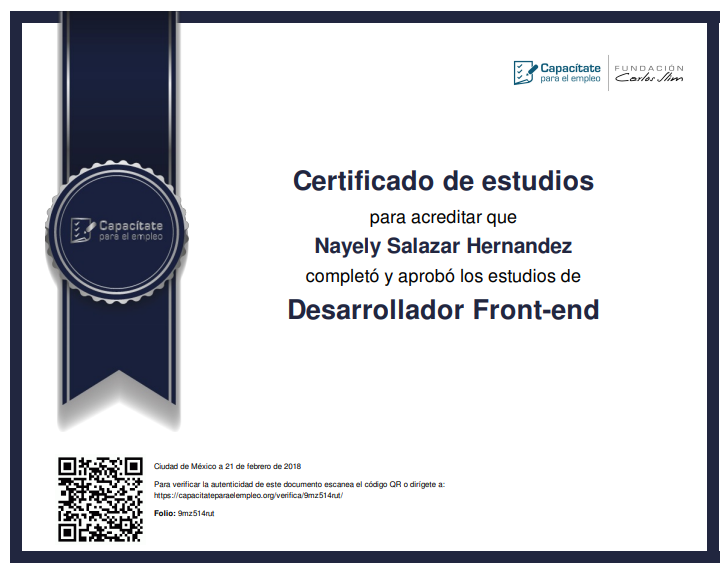 Capacítate
para el empleo
FUNDACIÓN
Carlos Slim
Certificado de estudios
para acreditar que
Nayely Salazar Hernandez
completó y aprobó los estudios de
Desarrollador Front-end
Capacítate
para el empleo
Ciudad de México a 21 de febrero de 2018
Para verificar la autenticidad de este documento escanea el código QR o dirígete a:
https://capacitateparaelempleo.org/verifica/9mz514rut/
Folio: 9mz514rut